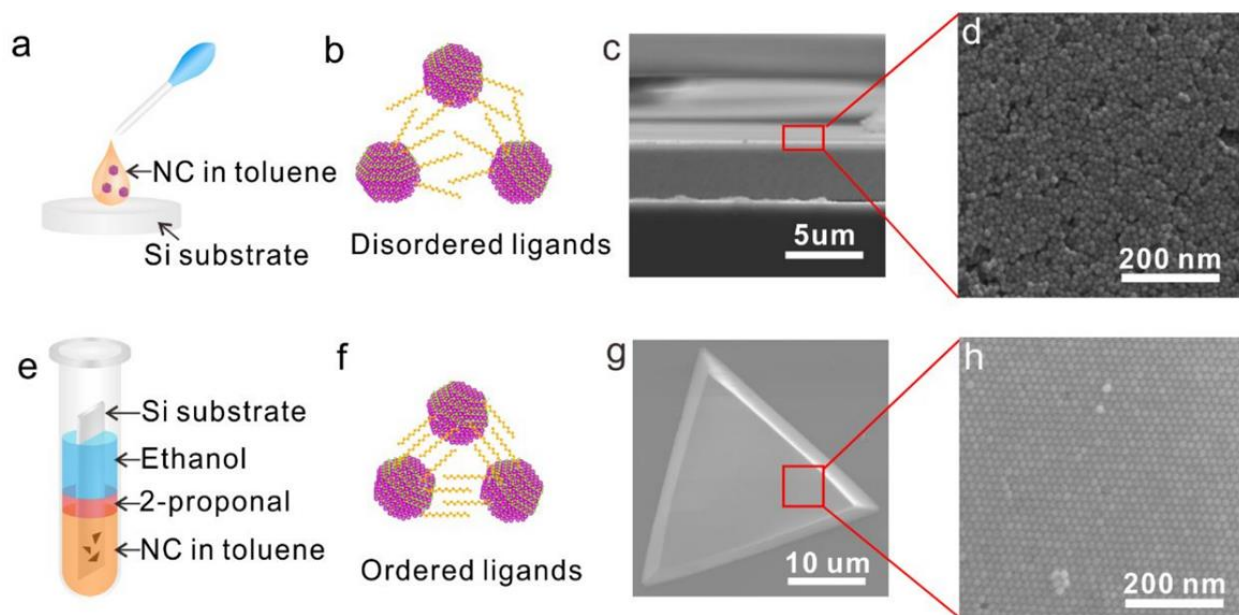 a
b
c
d
NC in toluene
Si substrate
Disordered ligands
5um
200 nm
e
f
g
h
Si substrate
Ethanol
2-proponal
NC in toluene
Ordered ligands
10 um
200 nm